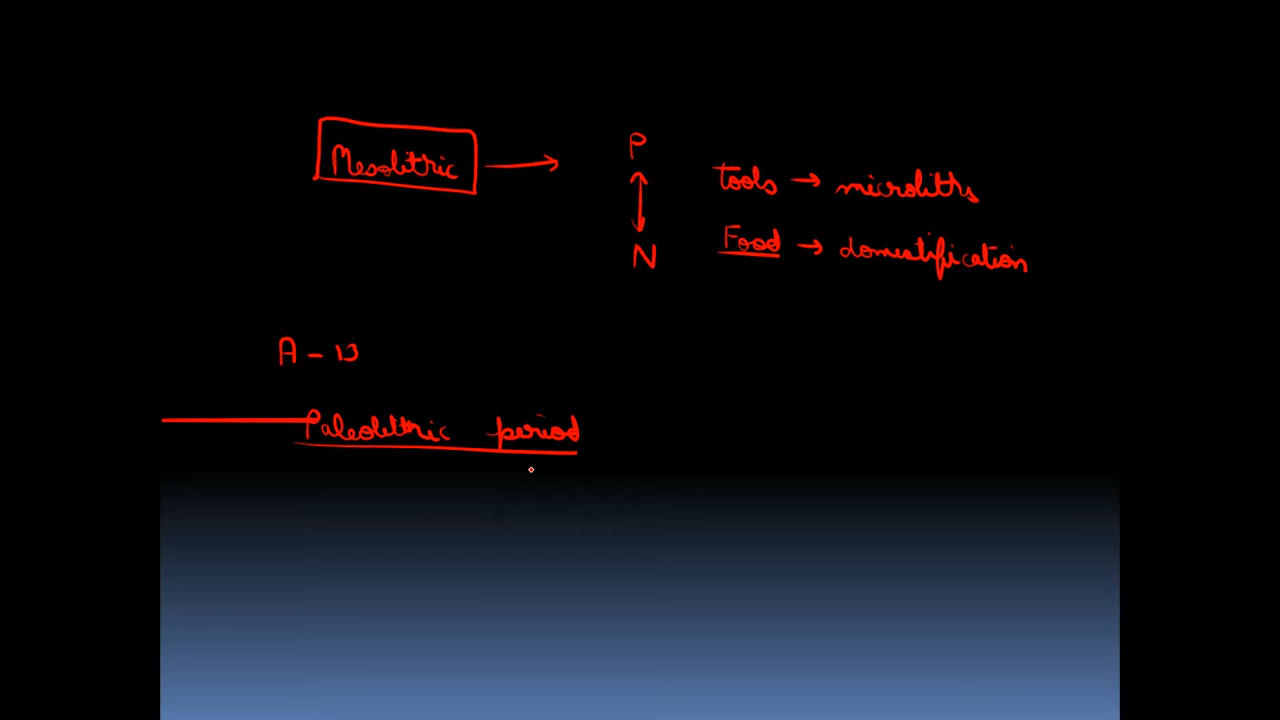 Mesolithic → P
↕
N
tools → microliths
Food → domestification
A - 13
Paleolithic period